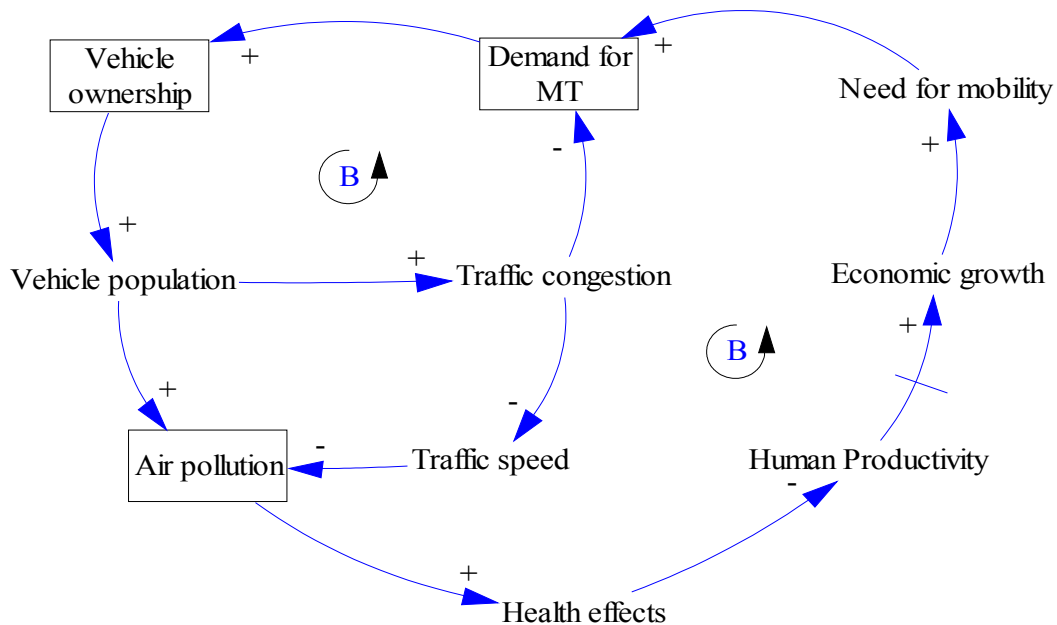 Vehicle
ownership
+
Demand for
MT
+
Need for mobility
B
-
+
+
Vehicle population
+
Traffic congestion
Economic growth
+
B
+
-
Air pollution
-
Traffic speed
Human Productivity
-
+
Health effects